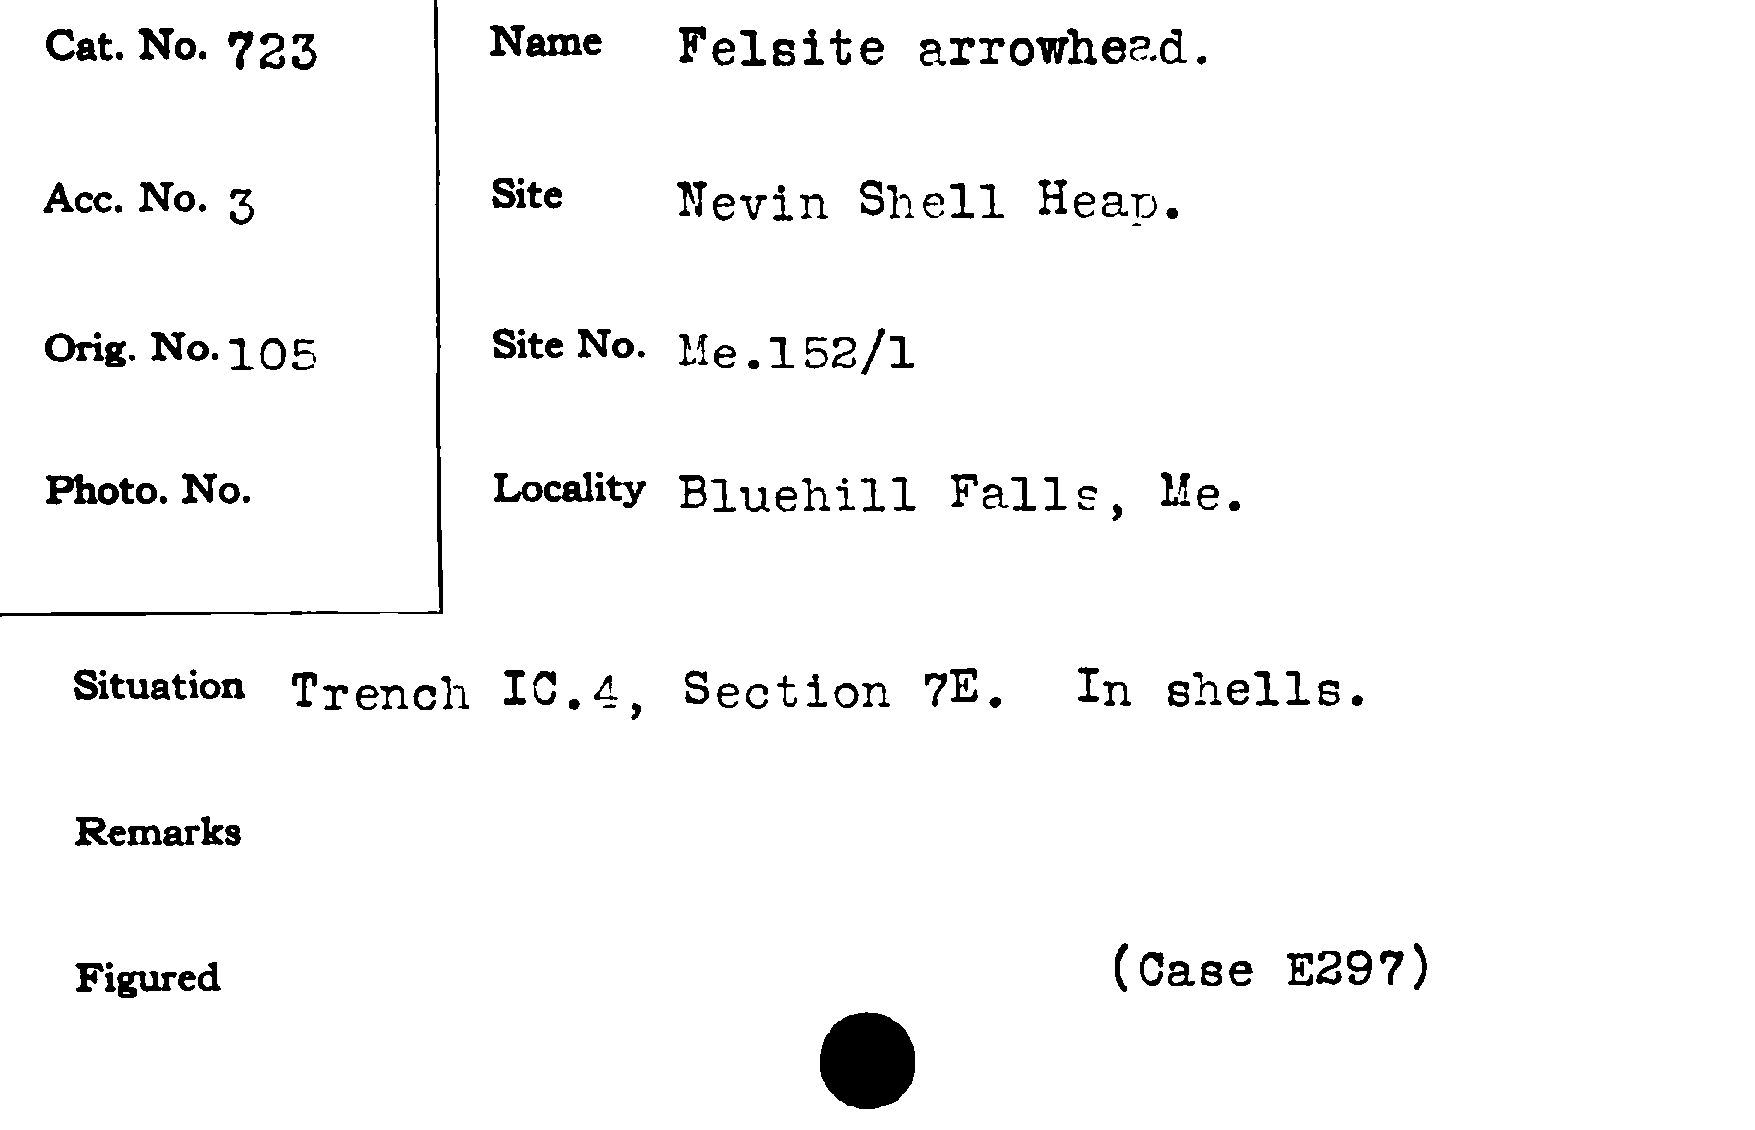 Cat. No. 723
Name Felsite arrowhead.
Acc. No. 3
Site Nevin Shell Heap.
Orig. No. 105
Site No. Me.152/1
Photo. No.
Locality Bluehill Falls, Me.
Situation Trench IC.4, Section 7E. In shells.
Remarks
Figured
(Case E297)